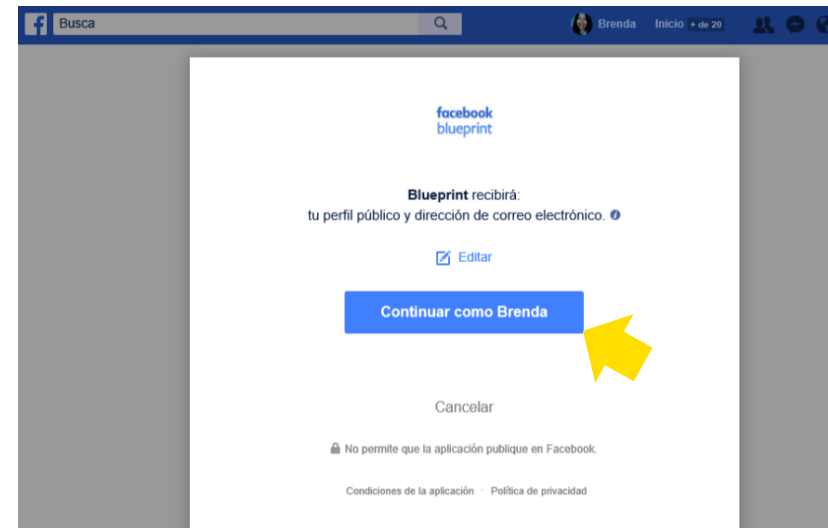 Busca
Brenda Inicio + de 20
facebook
blueprint
Blueprint recibirá:
tu perfil público y dirección de correo electrónico.
Editar
Continuar como Brenda
Cancelar
No permite que la aplicación publique en Facebook.
Condiciones de la aplicación · Política de privacidad